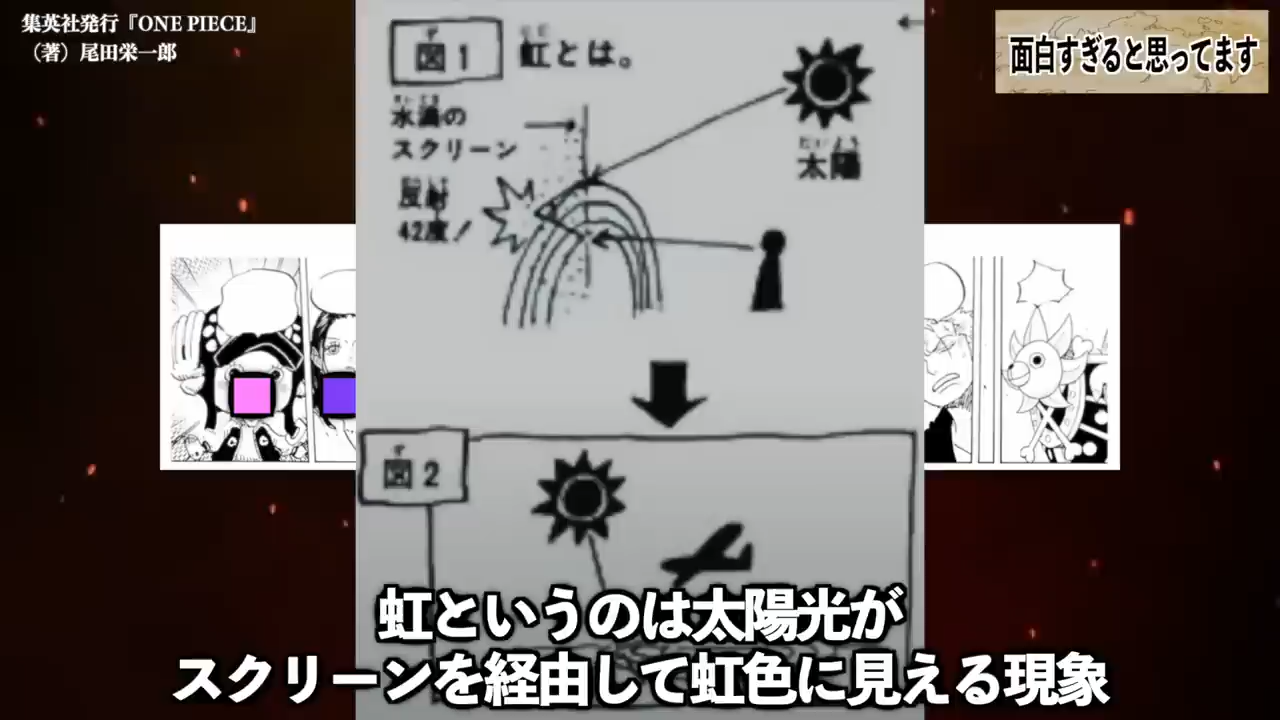 集英社発行『ONE PIECE』
（著）尾田栄一郎
面白すぎると思ってます
図1
虹とは。
水滴の
スクリーン
反射
42度！
太陽
図2
虹というのは太陽光が
スクリーンを経由して虹色に見える現象